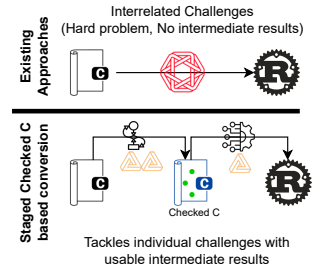 Existing
Approaches
Interrelated Challenges
(Hard problem, No intermediate results)
C
R
Staged Checked C
based conversion
C
C
Checked C
R
Tackles individual challenges with
usable intermediate results